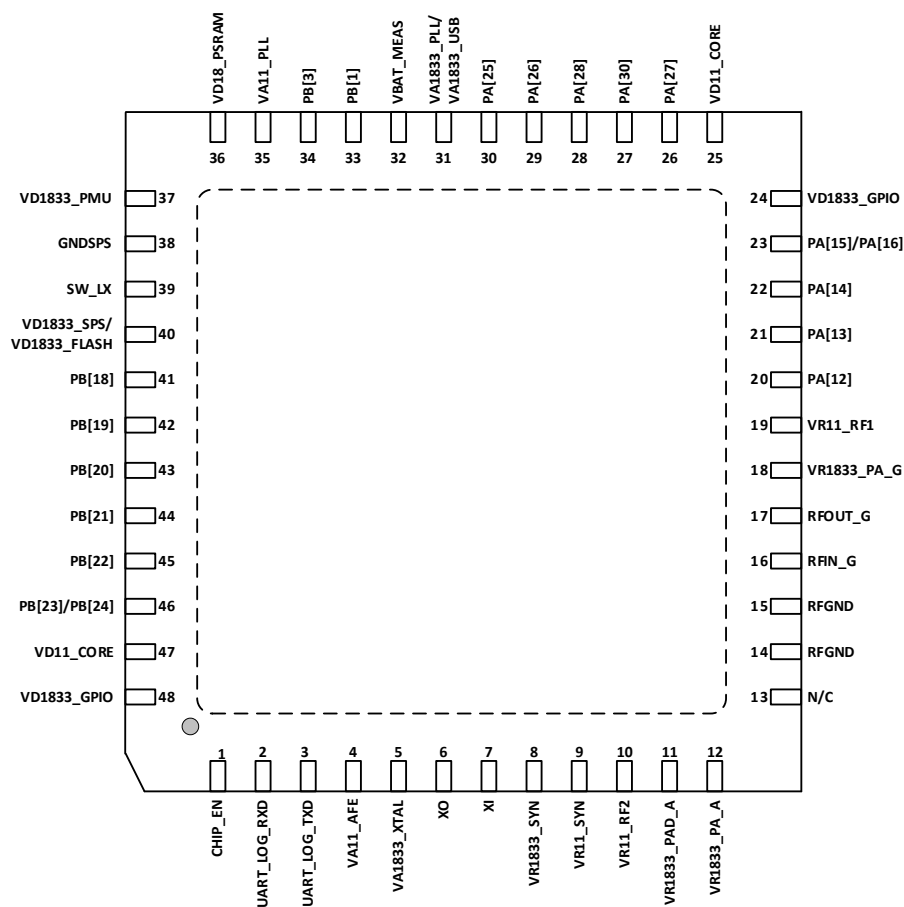 VD18_PSRAM
VA11_PLL
PB[3]
PB[1]
VBAT_MEAS
VA1833_PLL/
VA1833_USB
PA[25]
PA[26]
PA[28]
PA[30]
PA[27]
VD11_CORE
36 35 34 33 32 31 30 29 28 27 26 25
VD1833_PMU 37
GNDSPS 38
SW_LX 39
VD1833_SPS/
VD1833_FLASH 40
PB[18] 41
PB[19] 42
PB[20] 43
PB[21] 44
PB[22] 45
PB[23]/PB[24] 46
VD11_CORE 47
VD1833_GPIO 48
24 VD1833_GPIO
23 PA[15]/PA[16]
22 PA[14]
21 PA[13]
20 PA[12]
19 VR11_RF1
18 VR1833_PA_G
17 RFOUT_G
16 RFIN_G
15 RFGND
14 RFGND
13 N/C
1 2 3 4 5 6 7 8 9 10 11 12
CHIP_EN
UART_LOG_RXD
UART_LOG_TXD
VA11_AFE
VA1833_XTAL
XO
XI
VR1833_SYN
VR11_SYN
VR11_RF2
VR1833_PAD_A
VR1833_PA_A